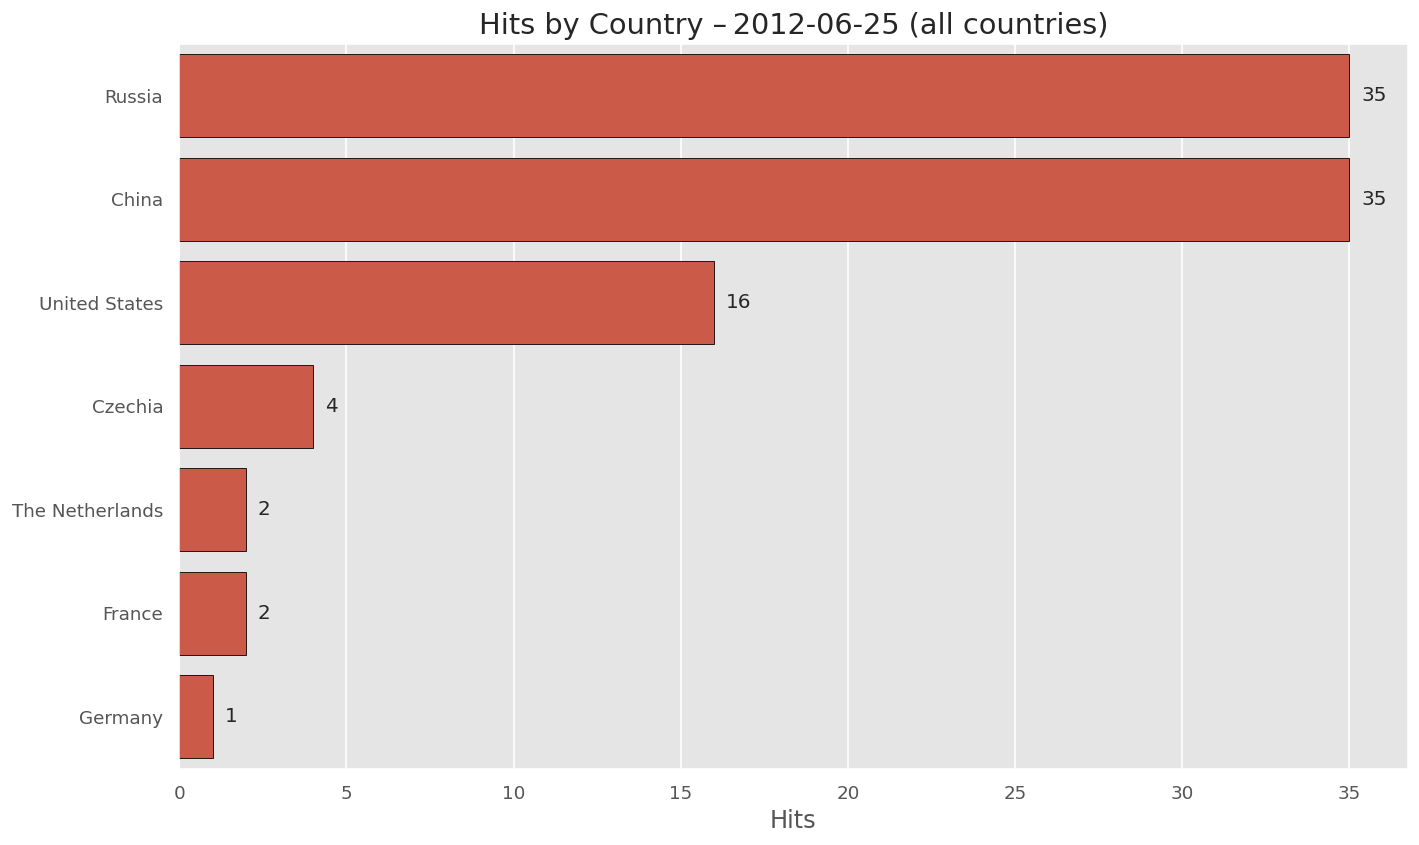 Hits by Country – 2012-06-25 (all countries)
Russia
35
China
35
United States
16
Czechia
4
The Netherlands
2
France
2
Germany
1
0 5 10 15 20 25 30 35
Hits